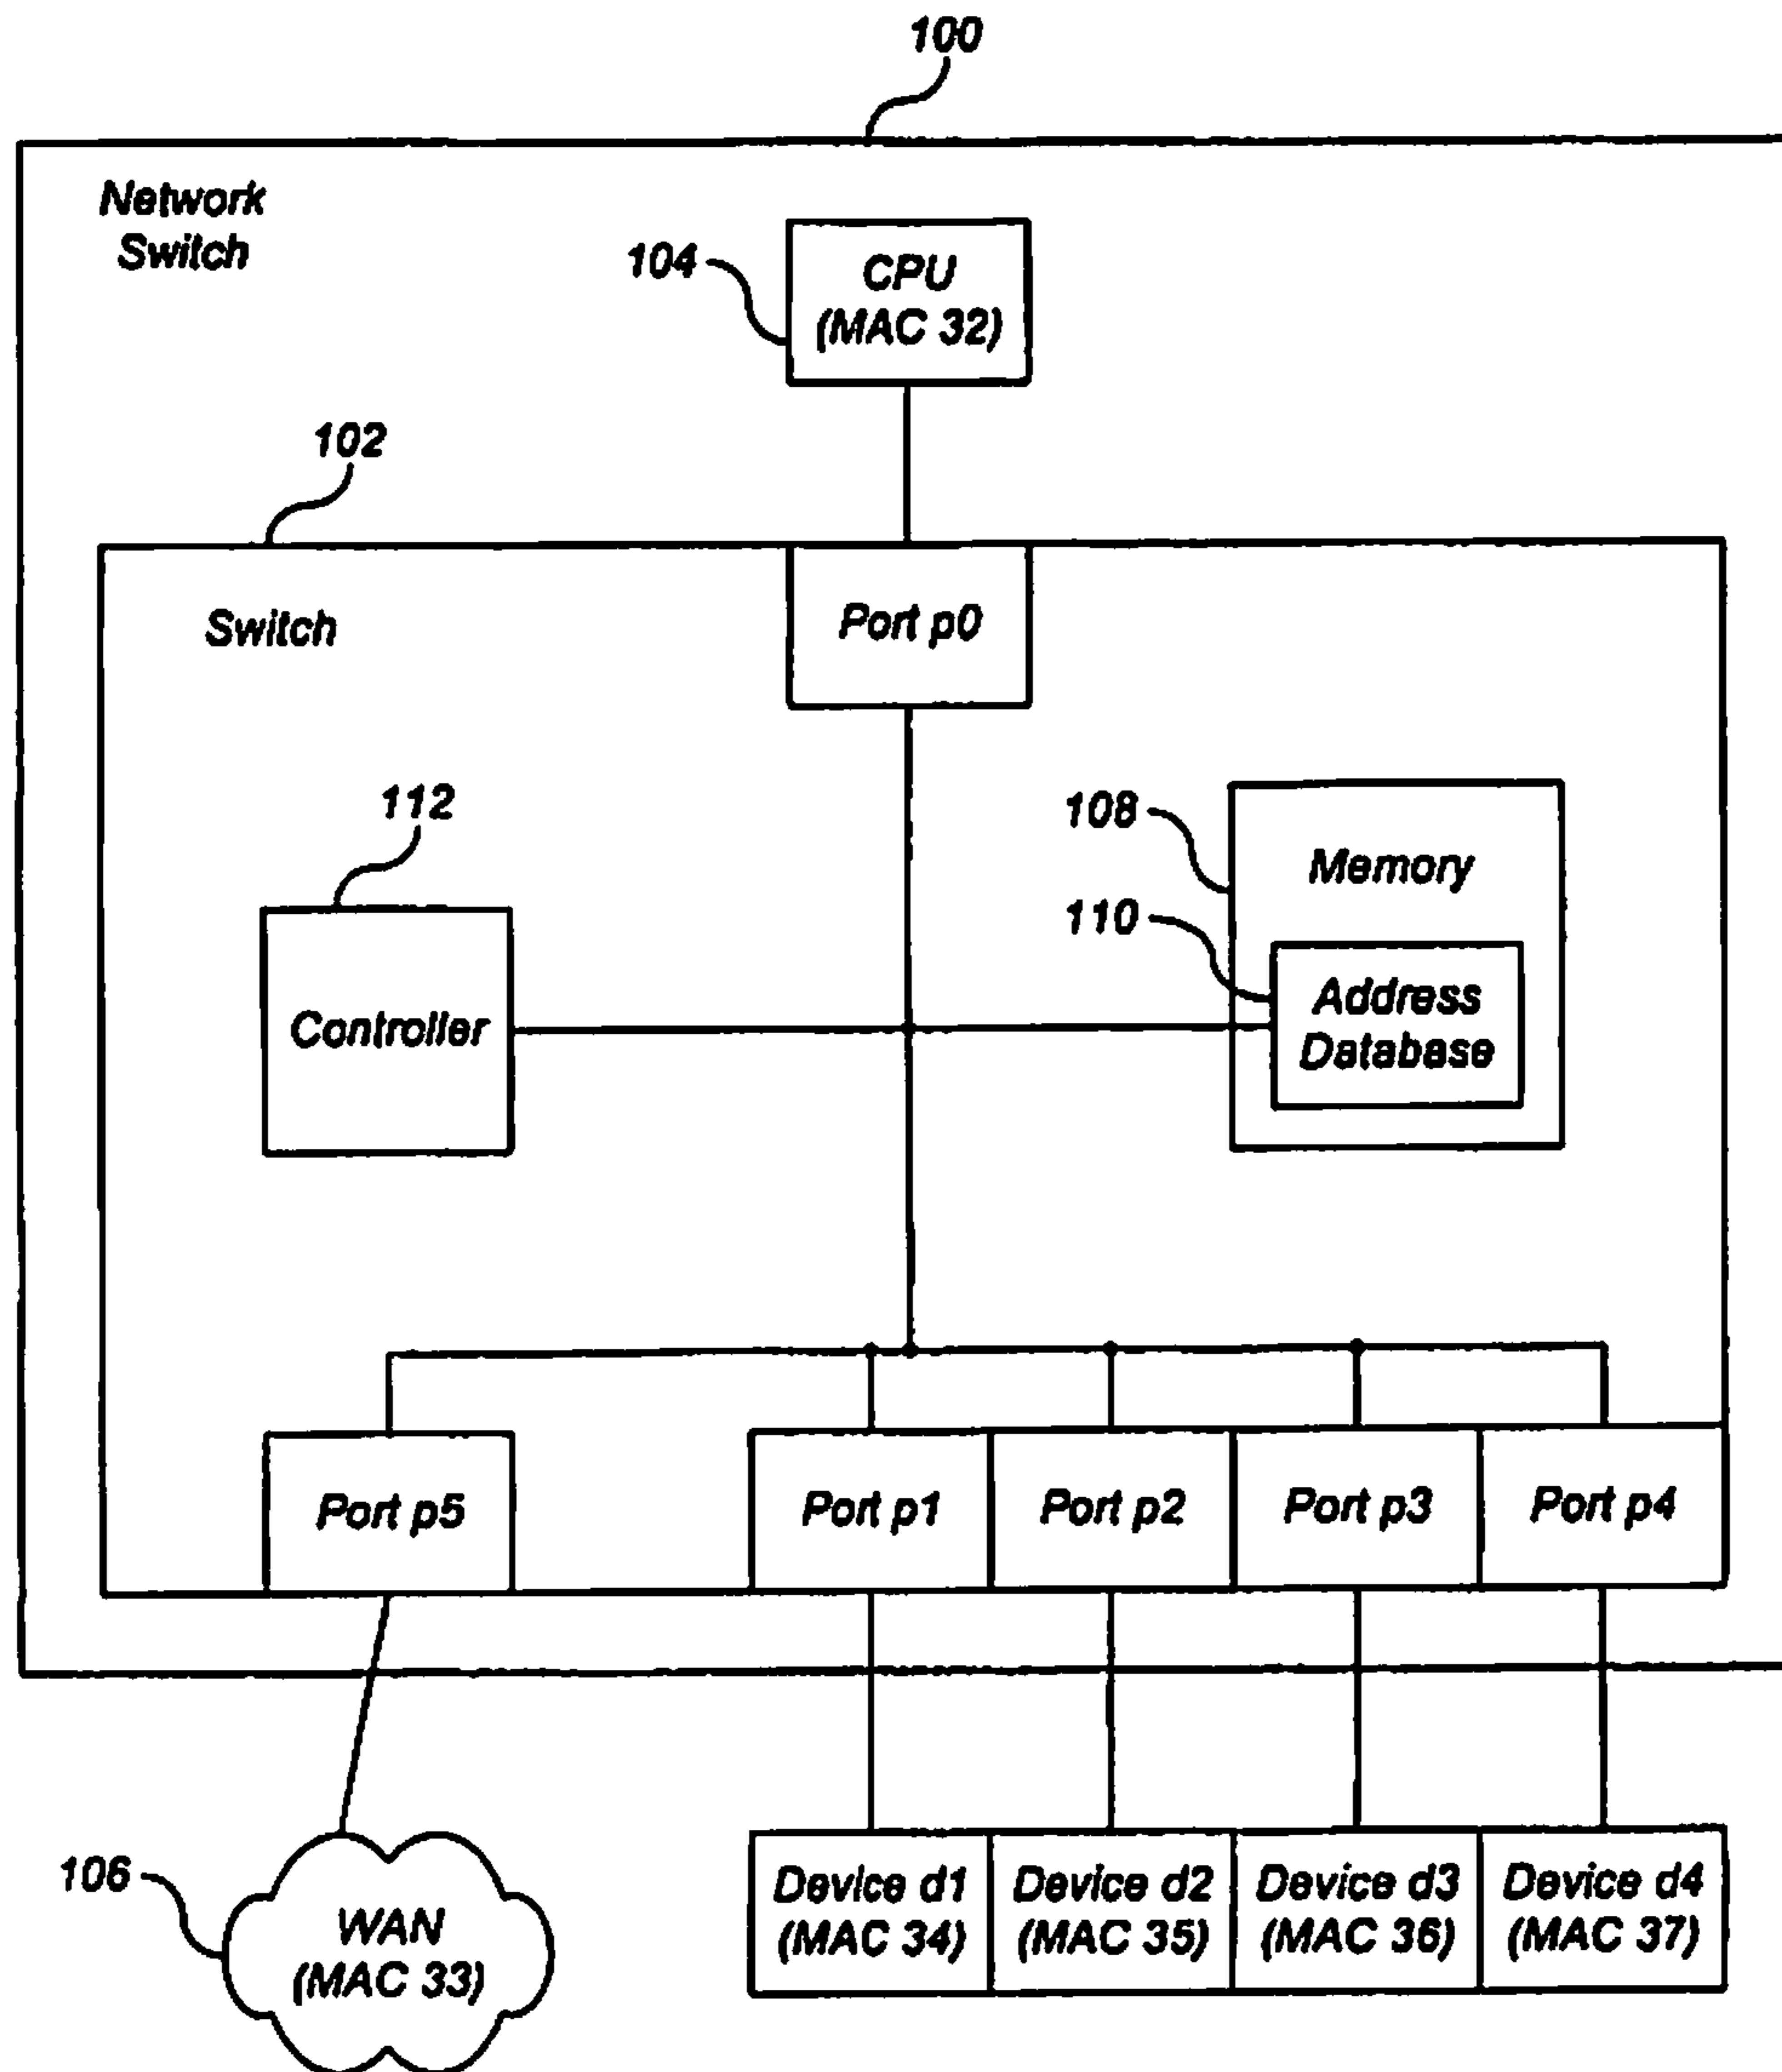 100
Network
Switch
104
CPU
(MAC 32)
102
Switch
Port p0
112
108
Memory
110
Controller
Address
Database
Port p5
Port p1
Port p2
Port p3
Port p4
106
WAN
(MAC 33)
Device d1
(MAC 34)
Device d2
(MAC 35)
Device d3
(MAC 36)
Device d4
(MAC 37)